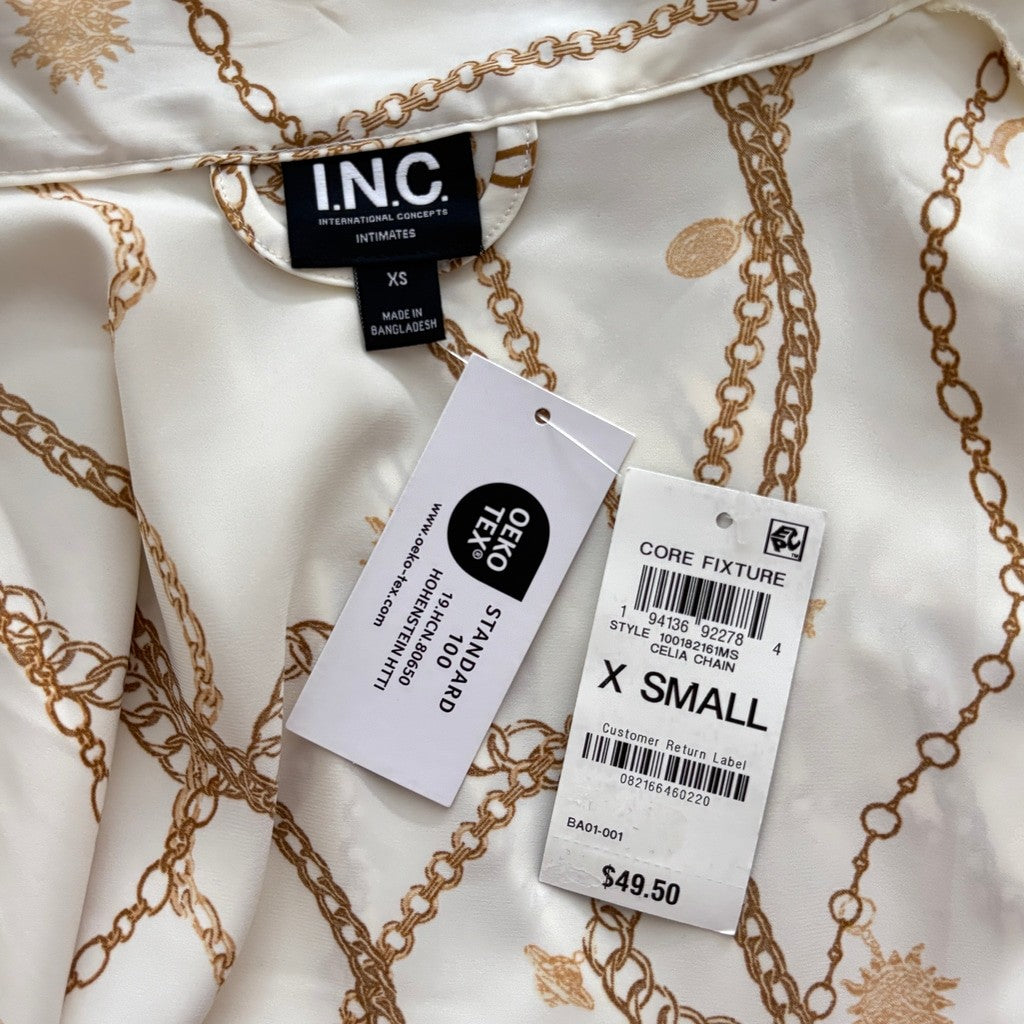 I.N.C.
INTERNATIONAL CONCEPTS
INTIMATES
XS
MADE IN
BANGLADESH
OEKO
TEX®
STANDARD
100
19.HCN.80650
HOHENSTEIN HTTI
www.oeko-tex.com
CORE FIXTURE
1 94136 92278 4
STYLE 100182161MS
CELIA CHAIN
X SMALL
Customer Return Label
082166460220
BA01-001
$49.50